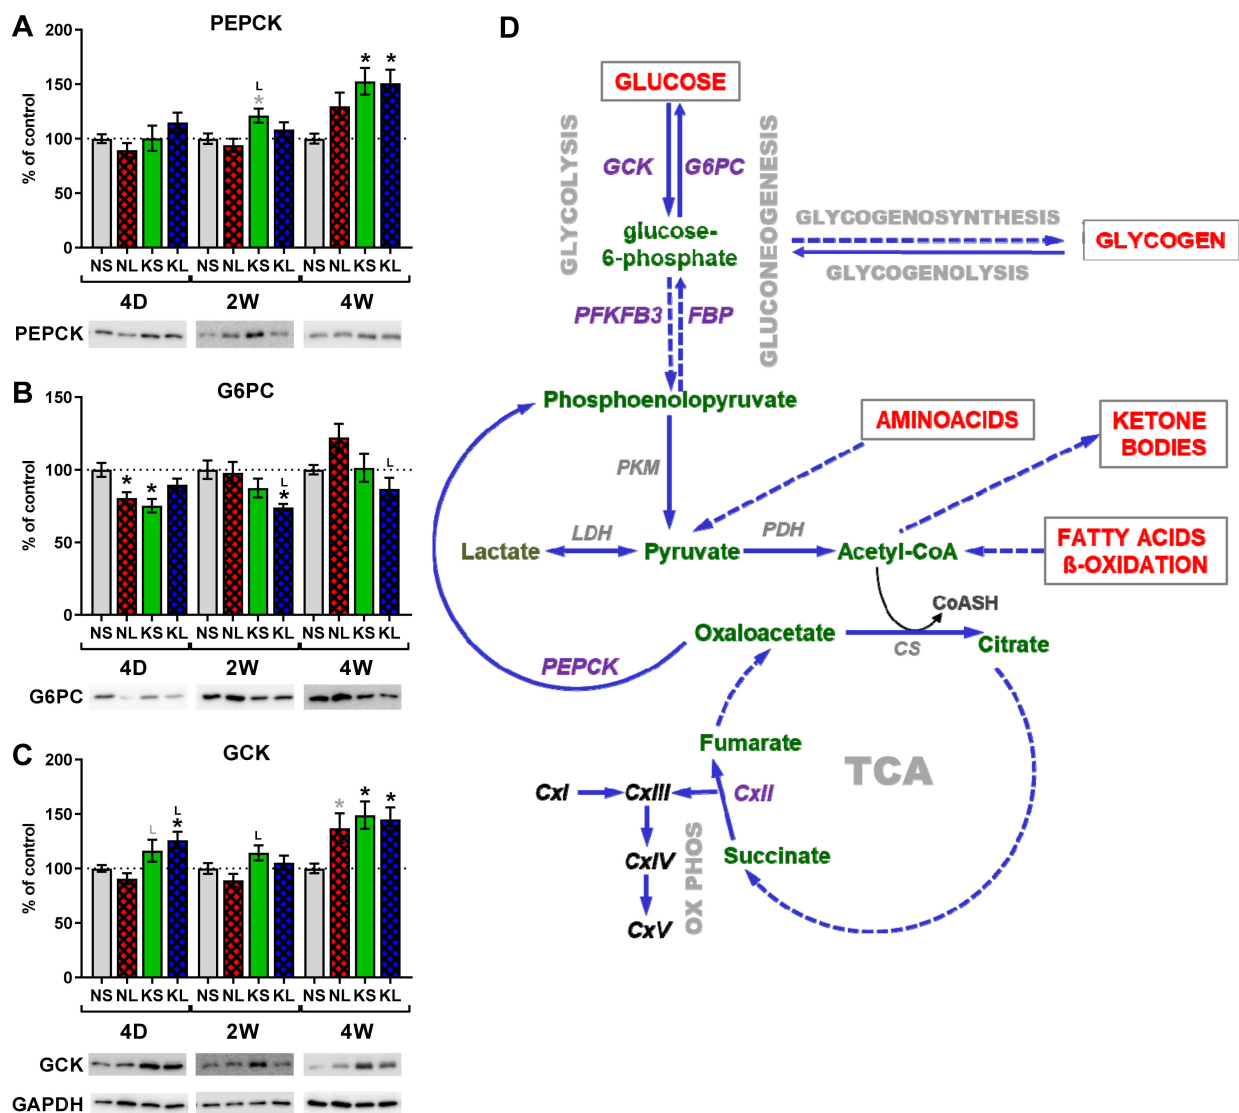 A
PEPCK
% of control
200
150
100
50
0
L
*
*
*
NS NL KS KL NS NL KS KL NS NL KS KL
4D 2W 4W
PEPCK
B
G6PC
% of control
150
100
50
0
*
*
L
*
L
NS NL KS KL NS NL KS KL NS NL KS KL
4D 2W 4W
G6PC
C
GCK
% of control
200
150
100
50
0
L
L
*
L
*
*
*
NS NL KS KL NS NL KS KL NS NL KS KL
4D 2W 4W
GCK
GAPDH
D
GLUCOSE
GLYCOLYSIS
GCK
G6PC
GLUCONEOGENESIS
glucose-
6-phosphate
GLYCOGENOSYNTHESIS
GLYCOGENOLYSIS
GLYCOGEN
PFKFB3
FBP
Phosphoenolopyruvate
AMINOACIDS
KETONE
BODIES
PKM
Lactate
LDH
Pyruvate
PDH
Acetyl-CoA
FATTY ACIDS
ß-OXIDATION
CoASH
Oxaloacetate
CS
Citrate
PEPCK
Fumarate
TCA
CxI
CxIII
CxII
OX PHOS
CxIV
Succinate
CxV